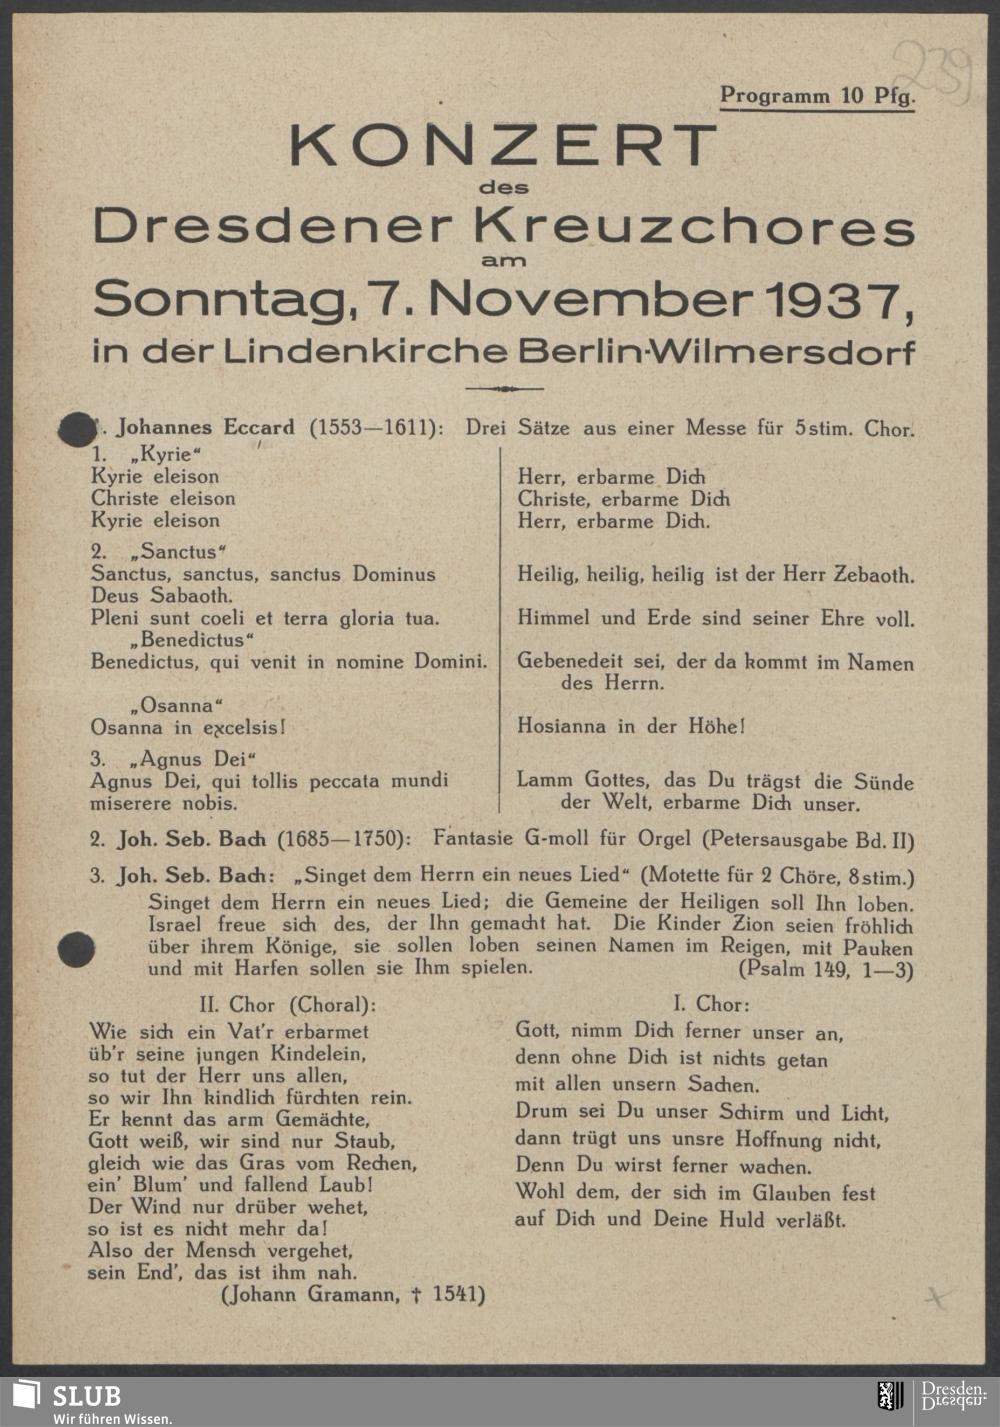 239
Programm 10 Pfg.
KONZERT
des
Dresdener Kreuzchores
am
Sonntag, 7. November 1937,
in der Lindenkirche Berlin-Wilmersdorf
. Johannes Eccard (1553—1611): Drei Sätze aus einer Messe für 5stim. Chor.
1. „Kyrie“
Kyrie eleison
Christe eleison
Kyrie eleison
Herr, erbarme Dich
Christe, erbarme Dich
Herr, erbarme Dich.
2. „Sanctus“
Sanctus, sanctus, sanctus Dominus
Deus Sabaoth.
Heilig, heilig, heilig ist der Herr Zebaoth.
Pleni sunt coeli et terra gloria tua.
Himmel und Erde sind seiner Ehre voll.
„Benedictus“
Benedictus, qui venit in nomine Domini.
Gebenedeit sei, der da kommt im Namen
des Herrn.
„Osanna“
Osanna in excelsis!
Hosianna in der Höhe!
3. „Agnus Dei“
Agnus Dei, qui tollis peccata mundi
miserere nobis.
Lamm Gottes, das Du trägst die Sünde
der Welt, erbarme Dich unser.
2. Joh. Seb. Bach (1685—1750): Fantasie G-moll für Orgel (Petersausgabe Bd. II)
3. Joh. Seb. Bach: „Singet dem Herrn ein neues Lied“ (Motette für 2 Chöre, 8stim.)
Singet dem Herrn ein neues Lied; die Gemeine der Heiligen soll Ihn loben.
Israel freue sich des, der Ihn gemacht hat. Die Kinder Zion seien fröhlich
über ihrem Könige, sie sollen loben seinen Namen im Reigen, mit Pauken
und mit Harfen sollen sie Ihm spielen. (Psalm 149, 1—3)
II. Chor (Choral):
Wie sich ein Vat'r erbarmet
üb'r seine jungen Kindelein,
so tut der Herr uns allen,
so wir Ihn kindlich fürchten rein.
Er kennt das arm Gemächte,
Gott weiß, wir sind nur Staub,
gleich wie das Gras vom Rechen,
ein' Blum' und fallend Laub!
Der Wind nur drüber wehet,
so ist es nicht mehr da!
Also der Mensch vergehet,
sein End', das ist ihm nah.
(Johann Gramann, † 1541)
I. Chor:
Gott, nimm Dich ferner unser an,
denn ohne Dich ist nichts getan
mit allen unsern Sachen.
Drum sei Du unser Schirm und Licht,
dann trügt uns unsre Hoffnung nicht,
Denn Du wirst ferner wachen.
Wohl dem, der sich im Glauben fest
auf Dich und Deine Huld verläßt.
SLUB
Wir führen Wissen.
Dresden.
Dresden.